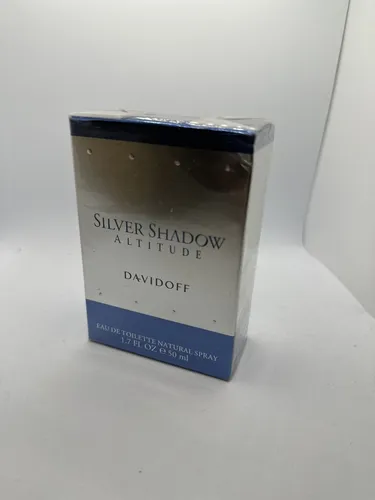 SILVER SHADOW
ALTITUDE
DAVIDOFF
EAU DE TOILETTE NATURAL SPRAY
1.7 FL. OZ ℮ 50 ml